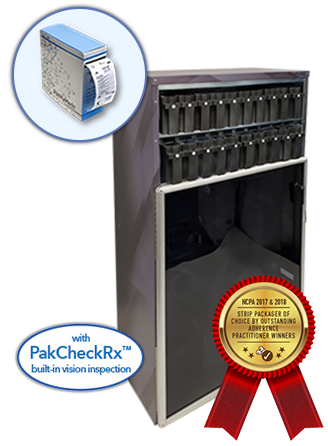 with
PakCheckRx™
built-in vision inspection
NCPA 2017 & 2018
STRIP PACKAGER OF
CHOICE BY OUTSTANDING
ADHERENCE
PRACTITIONER WINNERS